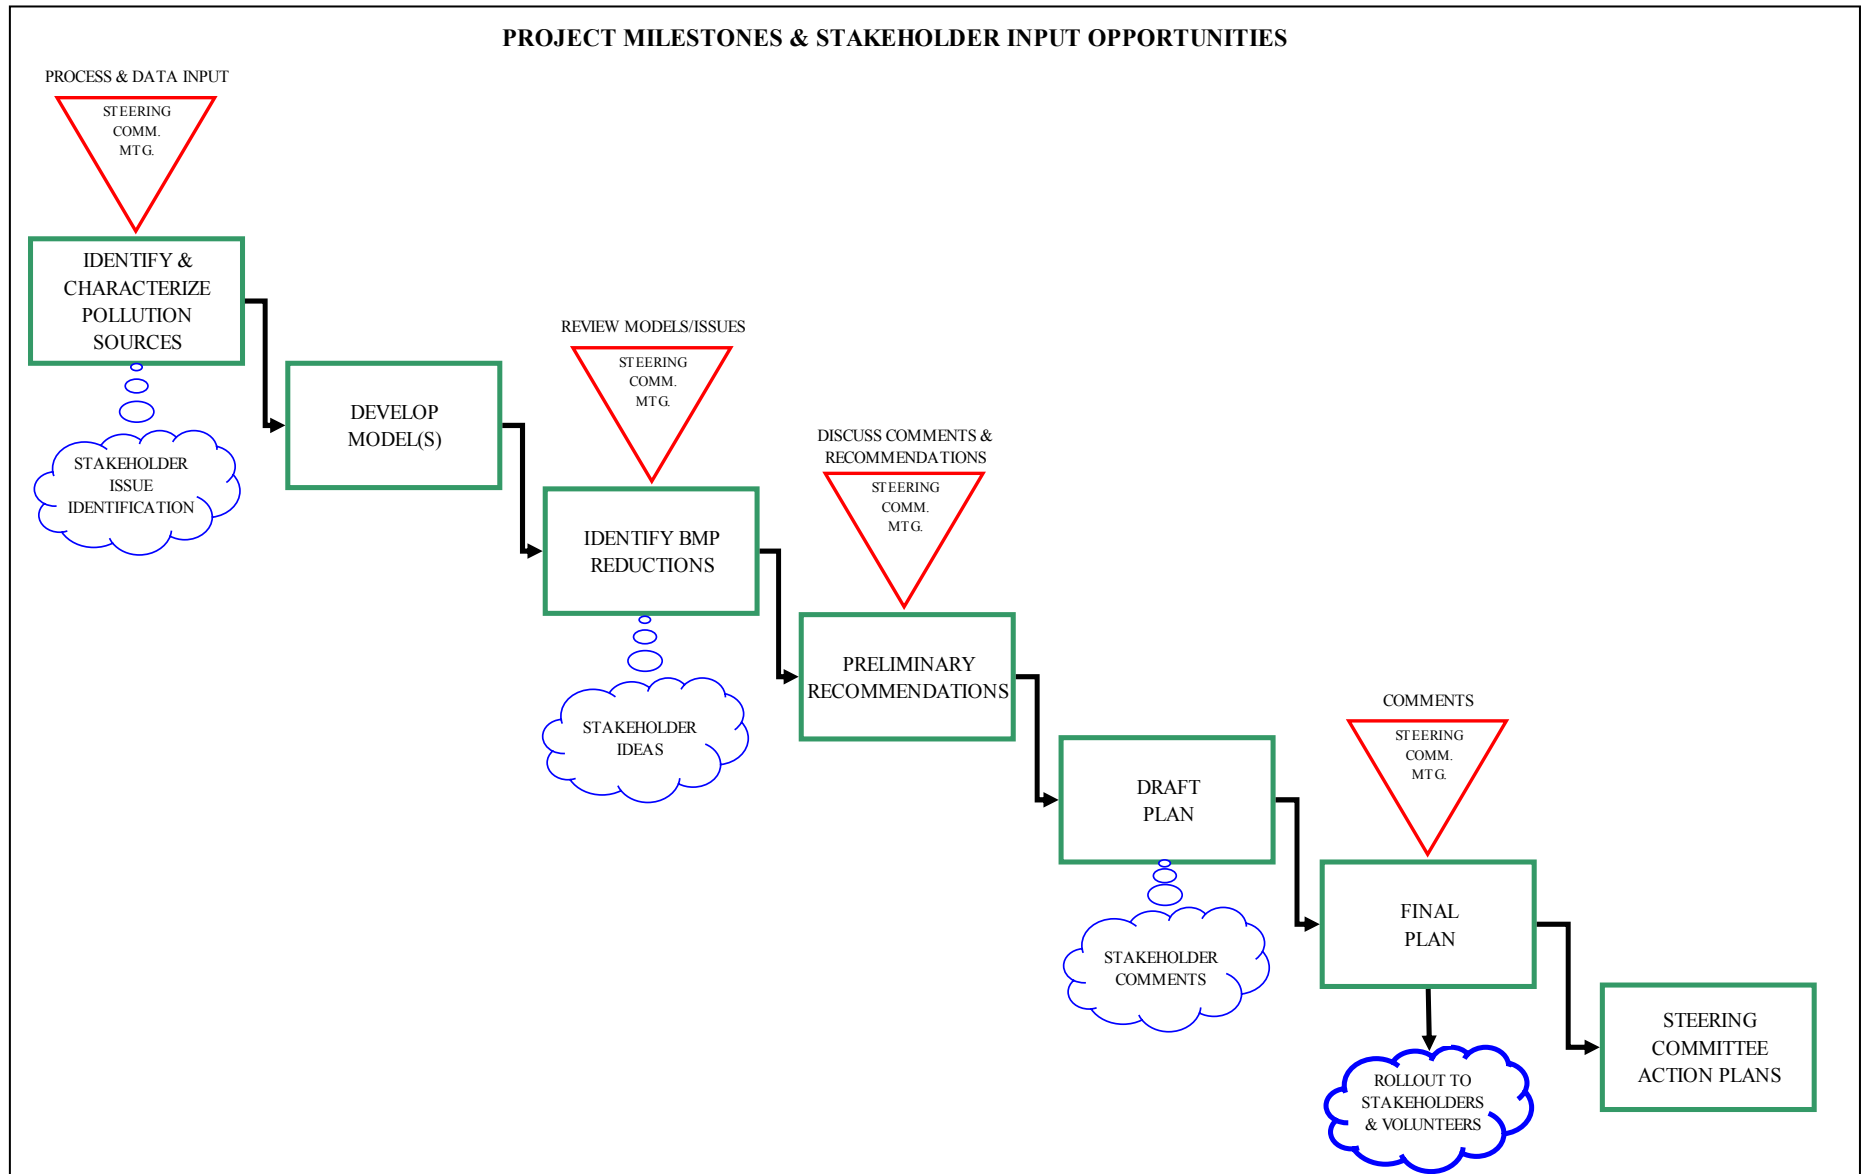 PROJECT MILESTONES & STAKEHOLDER INPUT OPPORTUNITIES
PROCESS & DATA INPUT
STEERING
COMM.
MTG.
IDENTIFY &
CHARACTERIZE
POLLUTION
SOURCES
STAKEHOLDER
ISSUE
IDENTIFICATION
DEVELOP
MODEL(S)
REVIEW MODELS/ISSUES
STEERING
COMM.
MTG.
IDENTIFY BMP
REDUCTIONS
STAKEHOLDER
IDEAS
DISCUSS COMMENTS &
RECOMMENDATIONS
STEERING
COMM.
MTG.
PRELIMINARY
RECOMMENDATIONS
DRAFT
PLAN
STAKEHOLDER
COMMENTS
COMMENTS
STEERING
COMM.
MTG.
FINAL
PLAN
ROLLOUT TO
STAKEHOLDERS
& VOLUNTEERS
STEERING
COMMITTEE
ACTION PLANS